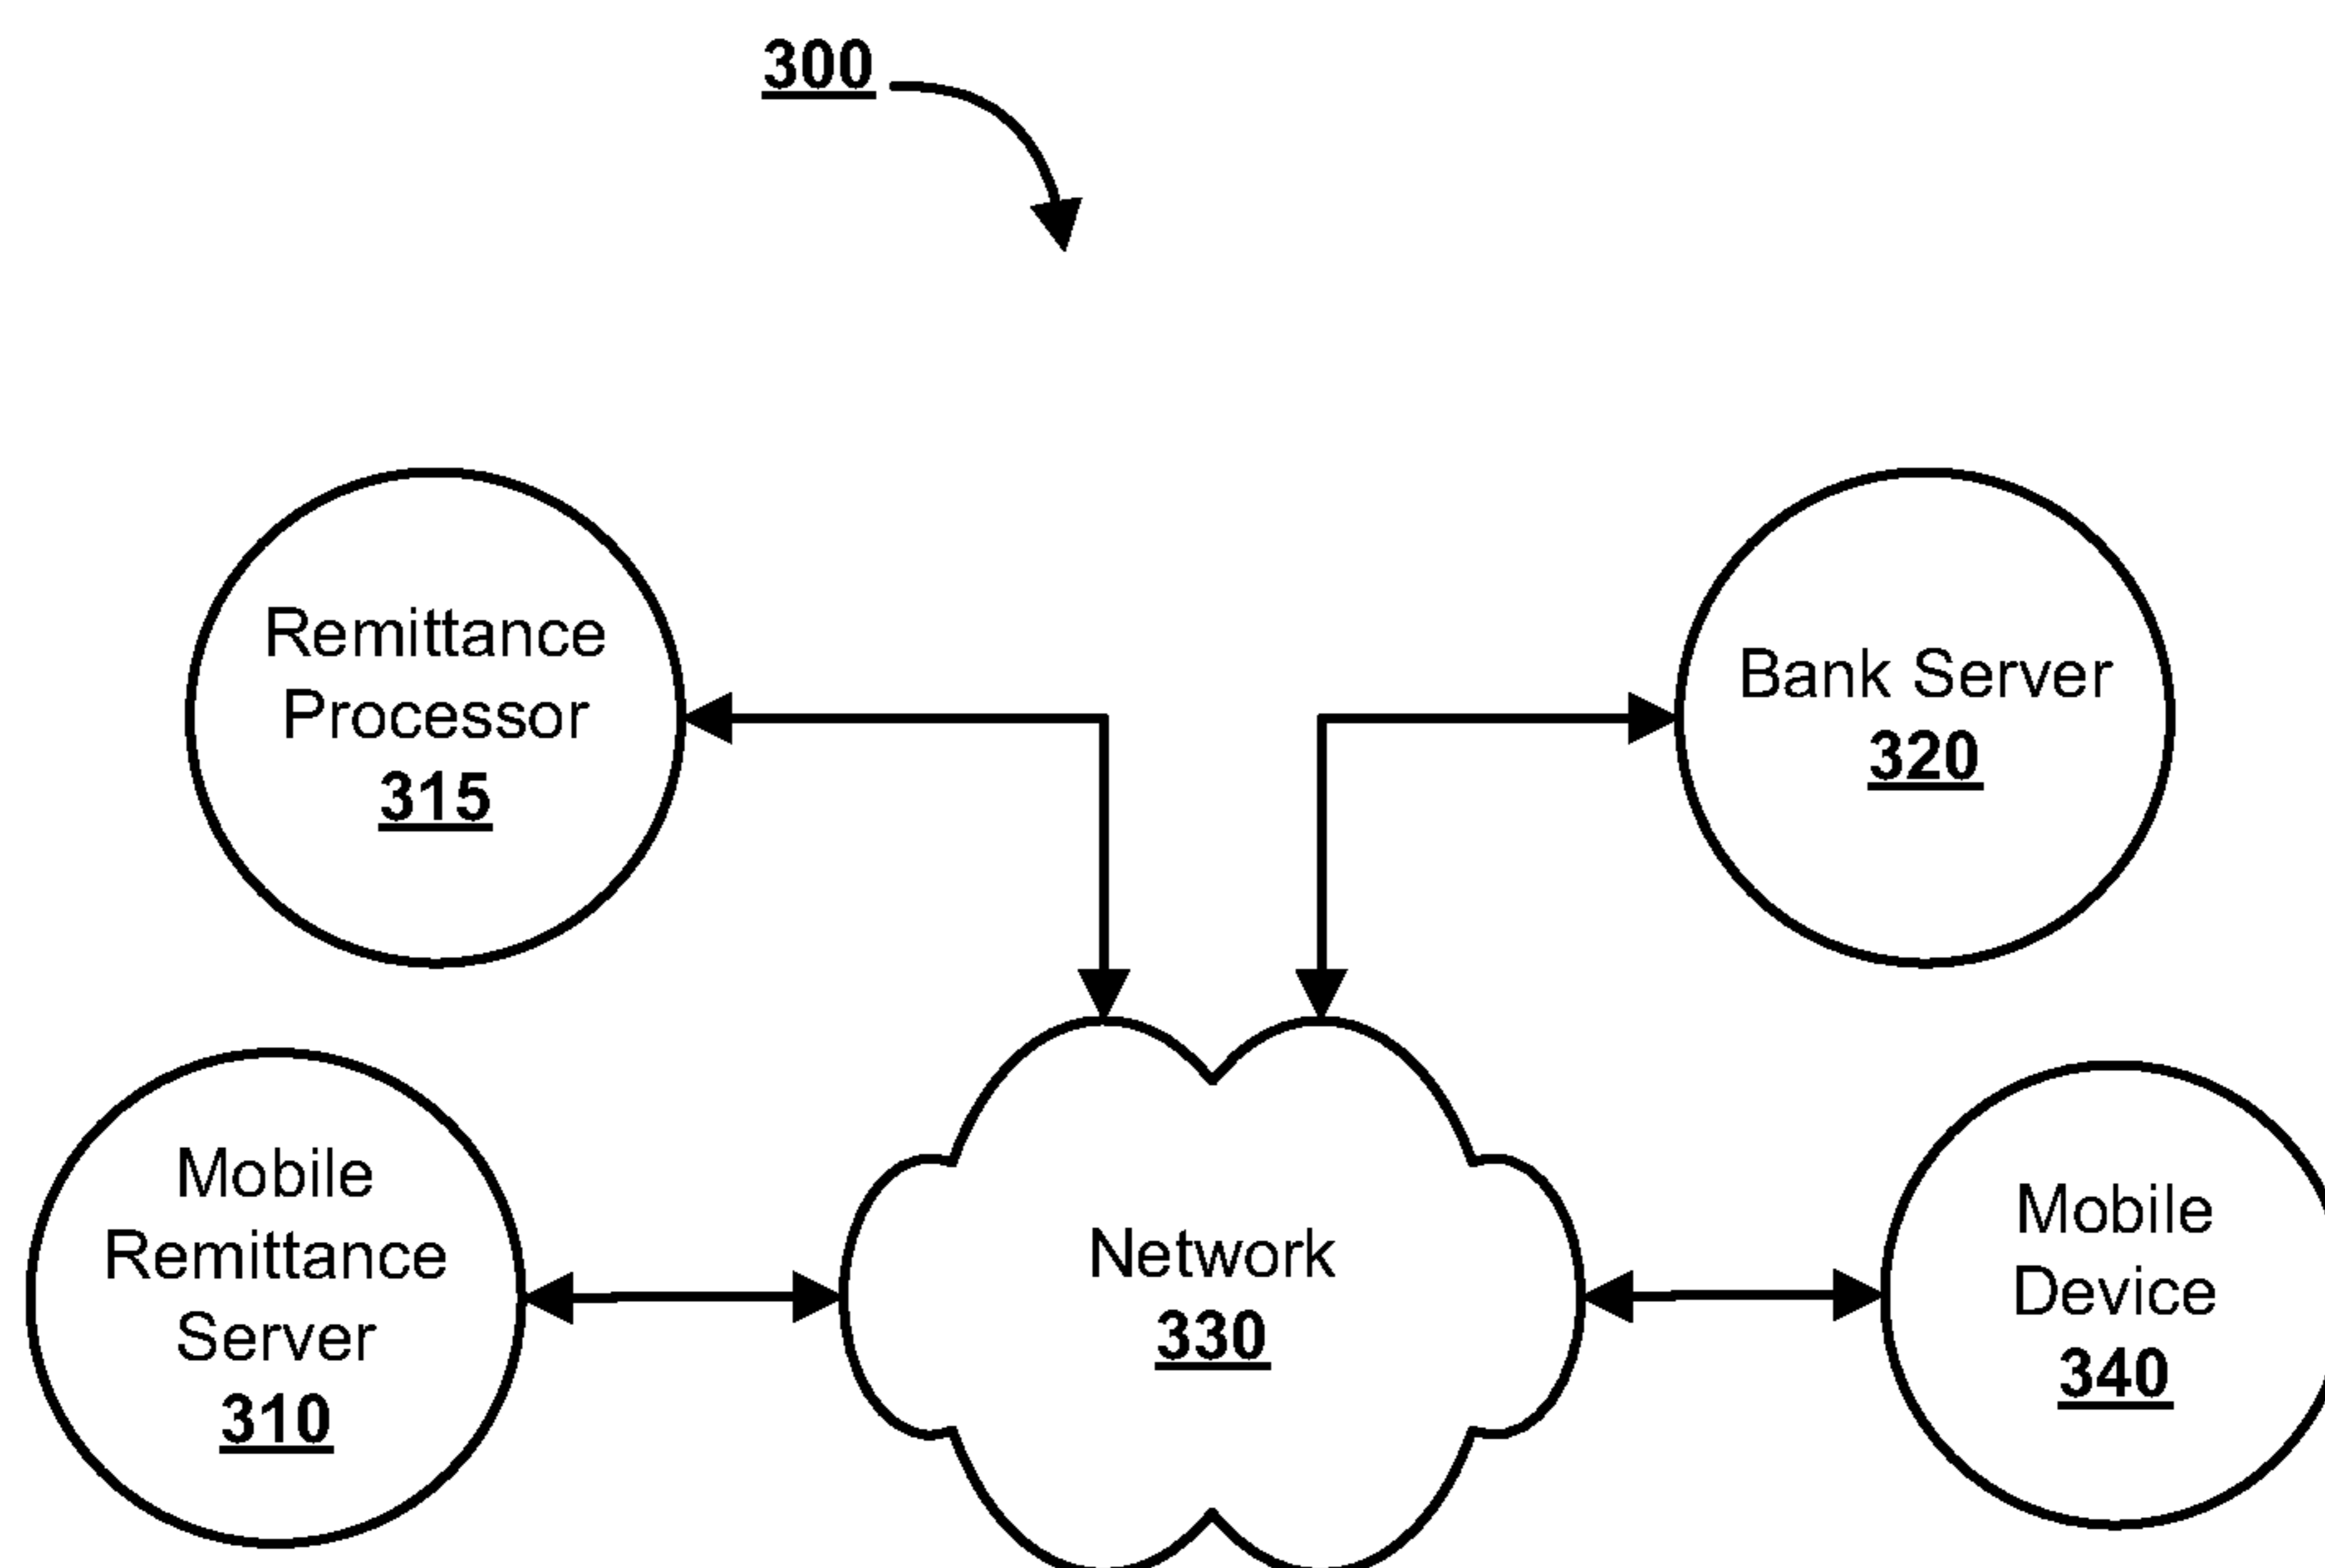 300
Remittance
Processor
315
Bank Server
320
Mobile
Remittance
Server
310
Network
330
Mobile
Device
340